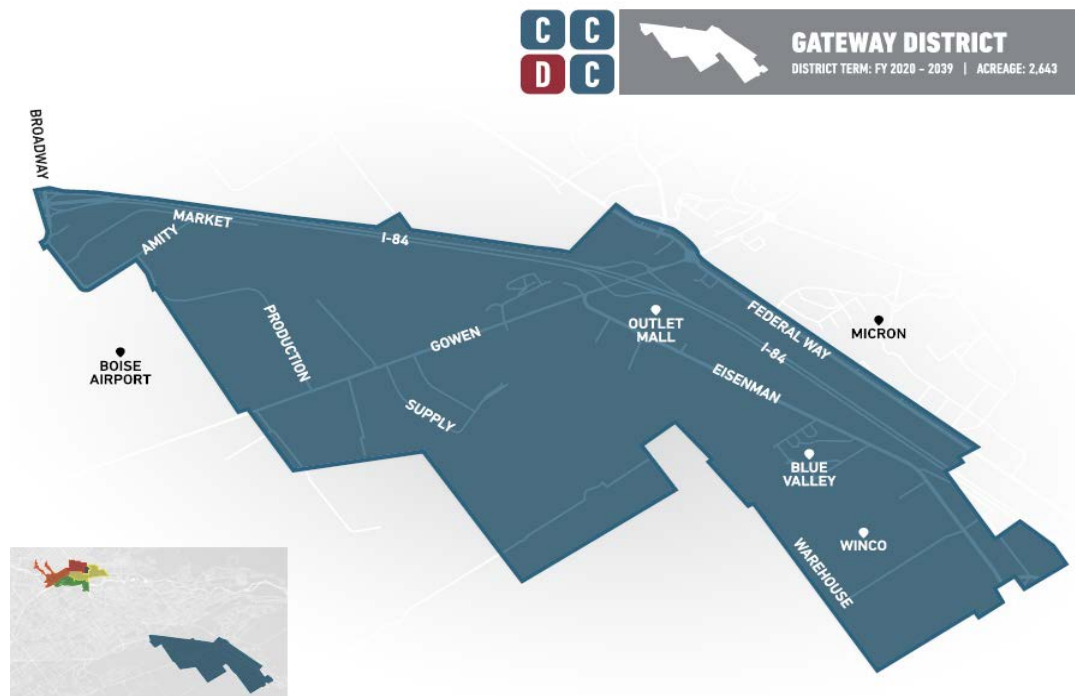 C C
D C
GATEWAY DISTRICT
DISTRICT TERM: FY 2020 - 2039 | ACREAGE: 2,643
BROADWAY
MARKET
AMITY
I-84
PRODUCTION
GOWEN
SUPPLY
OUTLET
MALL
FEDERAL WAY
I-84
MICRON
EISENMAN
BOISE
AIRPORT
BLUE
VALLEY
WINCO
WAREHOUSE